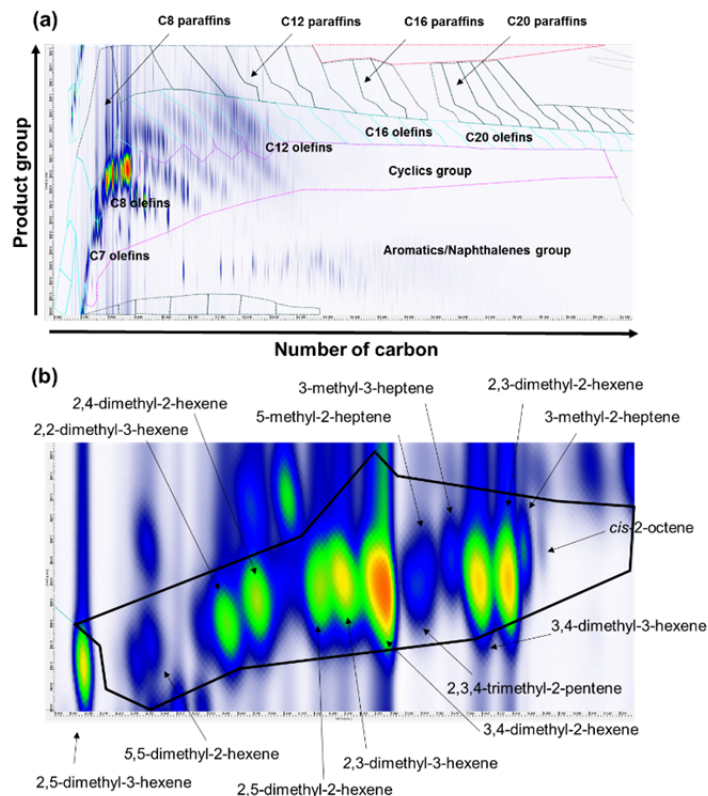 (a)
C8 paraffins
C12 paraffins
C16 paraffins
C20 paraffins
Product group
C12 olefins
C16 olefins
C20 olefins
Cyclics group
C8 olefins
C7 olefins
Aromatics/Naphthalenes group
Number of carbon
(b)
3-methyl-3-heptene
2,3-dimethyl-2-hexene
2,4-dimethyl-2-hexene
5-methyl-2-heptene
3-methyl-2-heptene
2,2-dimethyl-3-hexene
cis-2-octene
3,4-dimethyl-3-hexene
2,3,4-trimethyl-2-pentene
3,4-dimethyl-2-hexene
5,5-dimethyl-2-hexene
2,3-dimethyl-3-hexene
2,5-dimethyl-3-hexene
2,5-dimethyl-2-hexene